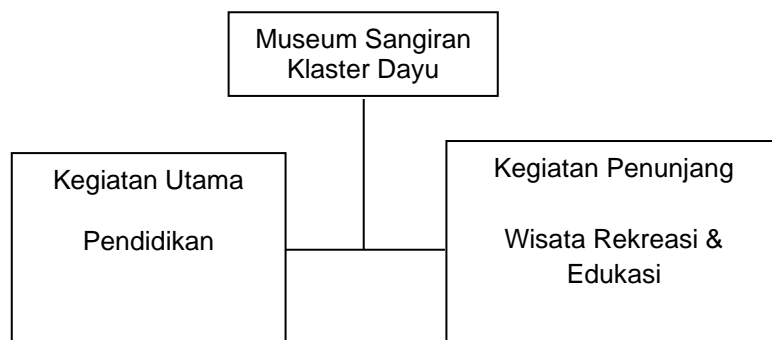 Museum Sangiran
Klaster Dayu
Kegiatan Utama
Pendidikan
Kegiatan Penunjang
Wisata Rekreasi &
Edukasi